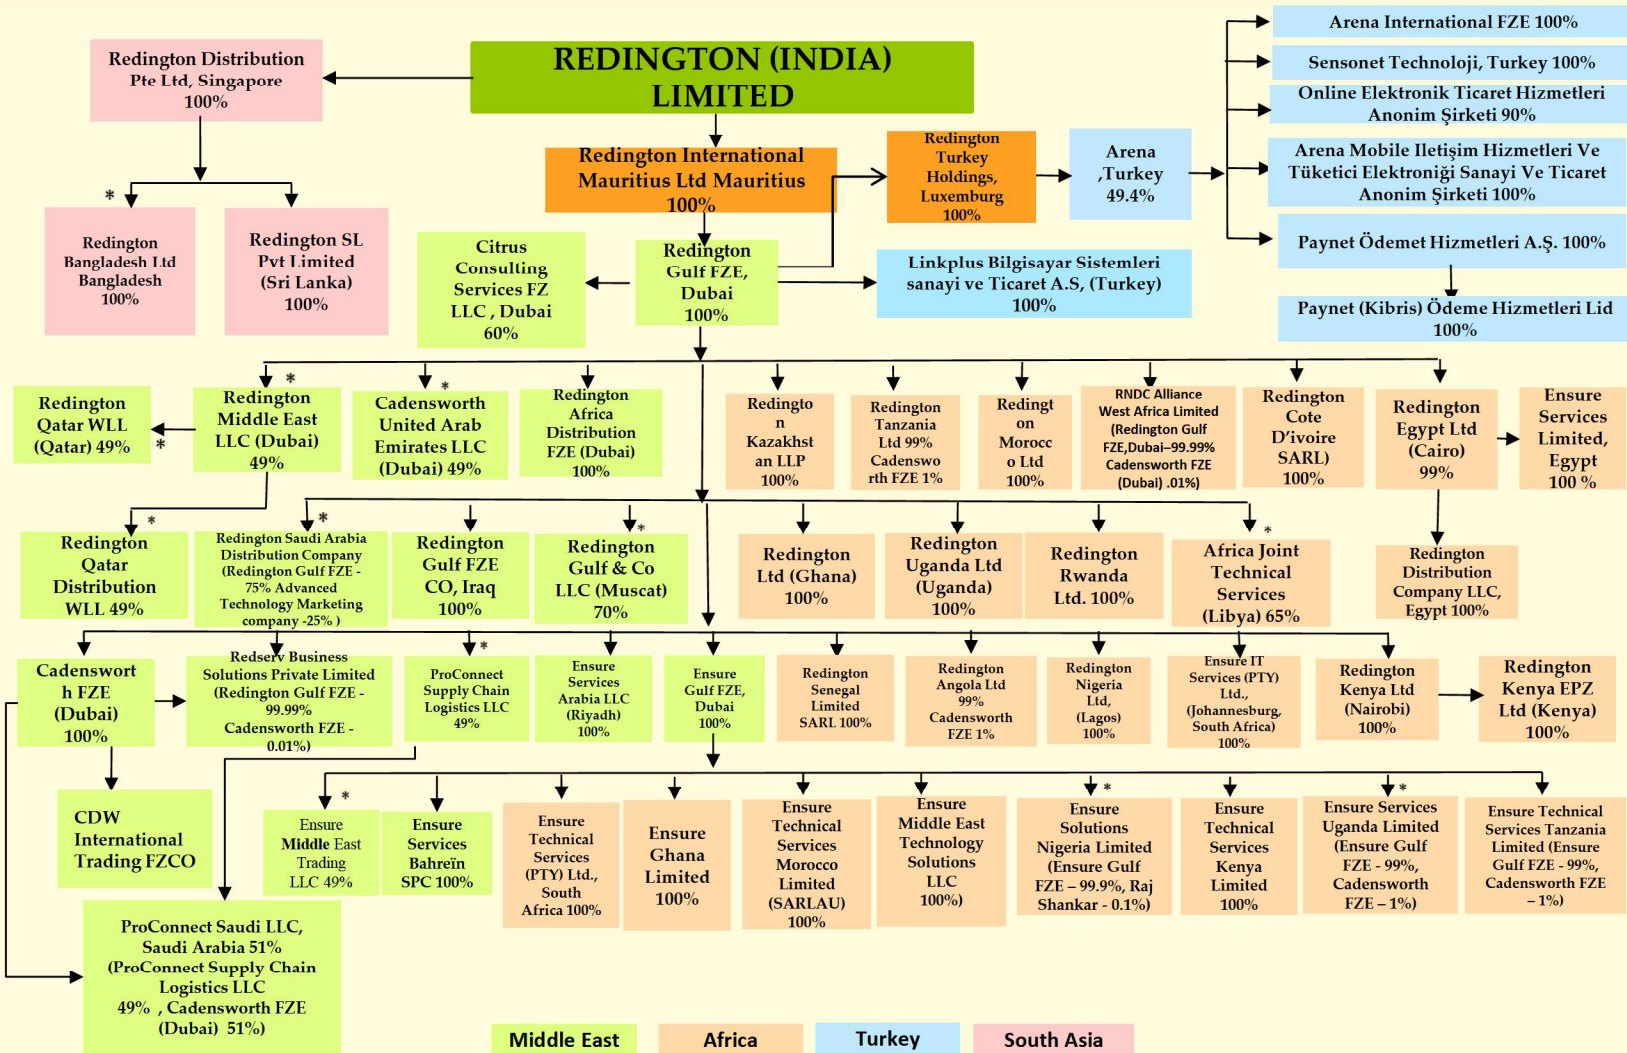 REDINGTON (INDIA)
LIMITED
Redington Distribution
Pte Ltd, Singapore
100%
*
Redington
Bangladesh Ltd
Bangladesh
100%
Redington SL
Pvt Limited
(Sri Lanka)
100%
Redington International
Mauritius Ltd Mauritius
100%
Redington
Turkey
Holdings,
Luxemburg
100%
Arena
,Turkey
49.4%
Arena International FZE 100%
Sensonet Technoloji, Turkey 100%
Online Elektronik Ticaret Hizmetleri
Anonim Şirketi 90%
Arena Mobile Iletişim Hizmetleri Ve
Tüketici Elektroniği Sanayi Ve Ticaret
Anonim Şirketi 100%
Paynet Ödemet Hizmetleri A.Ş. 100%
Paynet (Kibris) Ödeme Hizmetleri Lid
100%
Citrus
Consulting
Services FZ
LLC , Dubai
60%
Redington
Gulf FZE,
Dubai
100%
Linkplus Bilgisayar Sistemleri
sanayi ve Ticaret A.S, (Turkey)
100%
Redington
Qatar WLL
(Qatar) 49%
*
*
Redington
Middle East
LLC (Dubai)
49%
*
Cadensworth
United Arab
Emirates LLC
(Dubai) 49%
Redington
Africa
Distribution
FZE (Dubai)
100%
Redingto
n
Kazakhst
an LLP
100%
Redington
Tanzania
Ltd 99%
Cadenswo
rth FZE 1%
Redingt
on
Morocc
o Ltd
100%
RNDC Alliance
West Africa Limited
(Redington Gulf
FZE,Dubai–99.99%
Cadensworth FZE
(Dubai) .01%)
Redington
Cote
D’ivoire
SARL)
100%
Redington
Egypt Ltd
(Cairo)
99%
Ensure
Services
Limited,
Egypt
100 %
*
Redington
Qatar
Distribution
WLL 49%
*
Redington Saudi Arabia
Distribution Company
(Redington Gulf FZE -
75% Advanced
Technology Marketing
company -25% )
Redington
Gulf FZE
CO, Iraq
100%
*
Redington
Gulf & Co
LLC (Muscat)
70%
Redington
Ltd (Ghana)
100%
Redington
Uganda Ltd
(Uganda)
100%
Redington
Rwanda
Ltd. 100%
*
Africa Joint
Technical
Services
(Libya) 65%
Redington
Distribution
Company LLC,
Egypt 100%
Cadenswort
h FZE
(Dubai)
100%
Redserv Business
Solutions Private Limited
(Redington Gulf FZE -
99.99%
Cadensworth FZE -
0.01%)
*
ProConnect
Supply Chain
Logistics LLC
49%
Ensure
Services
Arabia LLC
(Riyadh)
100%
Ensure
Gulf FZE,
Dubai
100%
Redington
Senegal
Limited
SARL 100%
Redington
Angola Ltd
99%
Cadensworth
FZE 1%
Redington
Nigeria
Ltd,
(Lagos)
100%
Ensure IT
Services (PTY)
Ltd.,
(Johannesburg,
South Africa)
100%
Redington
Kenya Ltd
(Nairobi)
100%
Redington
Kenya EPZ
Ltd (Kenya)
100%
CDW
International
Trading FZCO
*
Ensure
Middle East
Trading
LLC 49%
Ensure
Services
Bahreïn
SPC 100%
Ensure
Technical
Services
(PTY) Ltd.,
South
Africa 100%
Ensure
Ghana
Limited
100%
Ensure
Technical
Services
Morocco
Limited
(SARLAU)
100%
Ensure
Middle East
Technology
Solutions
LLC
100%)
*
Ensure
Solutions
Nigeria Limited
(Ensure Gulf
FZE – 99.9%, Raj
Shankar - 0.1%)
Ensure
Technical
Services
Kenya
Limited
100%
*
Ensure Services
Uganda Limited
(Ensure Gulf
FZE - 99%,
Cadensworth
FZE – 1%)
Ensure Technical
Services Tanzania
Limited (Ensure
Gulf FZE - 99%,
Cadensworth FZE
– 1%)
ProConnect Saudi LLC,
Saudi Arabia 51%
(ProConnect Supply Chain
Logistics LLC
49% , Cadensworth FZE
(Dubai) 51%)
Middle East
Africa
Turkey
South Asia